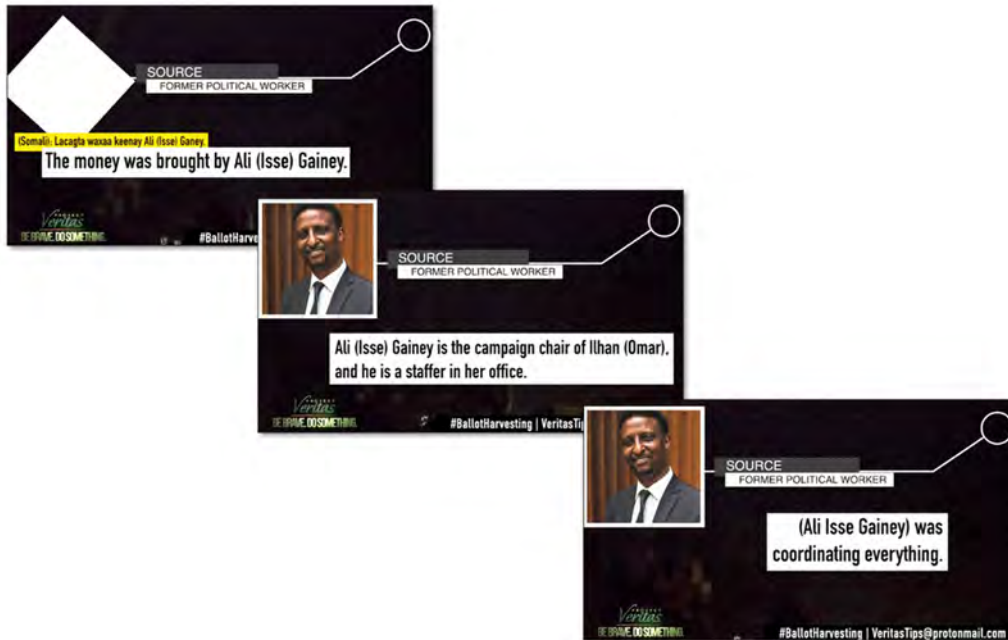 SOURCE
FORMER POLITICAL WORKER
(Somali): Lacagta waxaa keenay Ali (Isse) Ganey.
The money was brought by Ali (Isse) Gainey.
PROJECT
Veritas
BE BRAVE. DO SOMETHING.
#BallotHarve
SOURCE
FORMER POLITICAL WORKER
Ali (Isse) Gainey is the campaign chair of Ilhan (Omar),
and he is a staffer in her office.
PROJECT
Veritas
BE BRAVE. DO SOMETHING.
#BallotHarvesting | VeritasTip
SOURCE
FORMER POLITICAL WORKER
(Ali Isse Gainey) was
coordinating everything.
PROJECT
Veritas
BE BRAVE. DO SOMETHING.
#BallotHarvesting | VeritasTips@protonmail.com